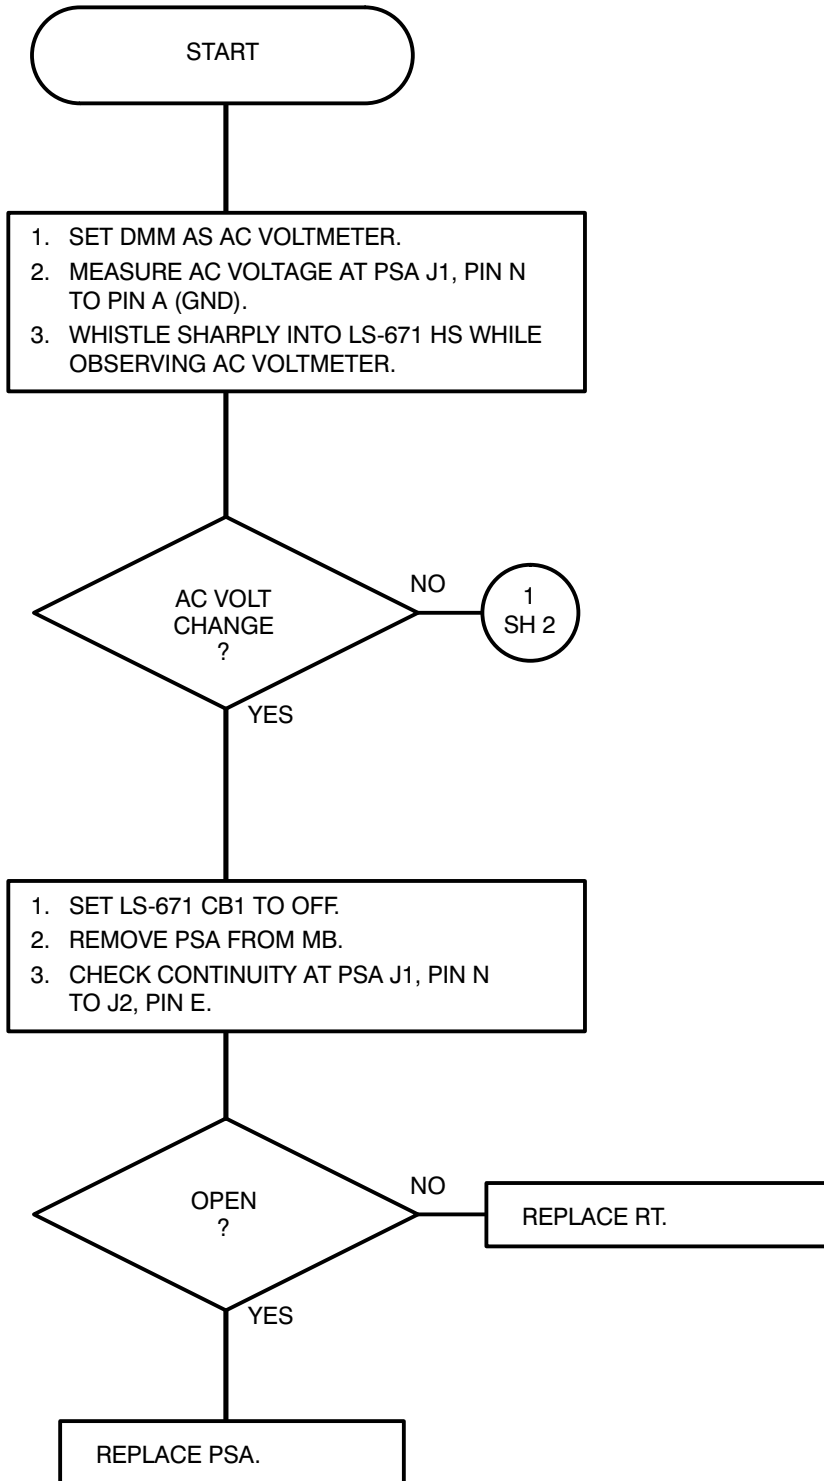 START
1. SET DMM AS AC VOLTMETER.
2. MEASURE AC VOLTAGE AT PSA J1, PIN N
TO PIN A (GND).
3. WHISTLE SHARPLY INTO LS-671 HS WHILE
OBSERVING AC VOLTMETER.
AC VOLT
CHANGE
?
NO
1
SH 2
YES
1. SET LS-671 CB1 TO OFF.
2. REMOVE PSA FROM MB.
3. CHECK CONTINUITY AT PSA J1, PIN N
TO J2, PIN E.
OPEN
?
NO
REPLACE RT.
YES
REPLACE PSA.